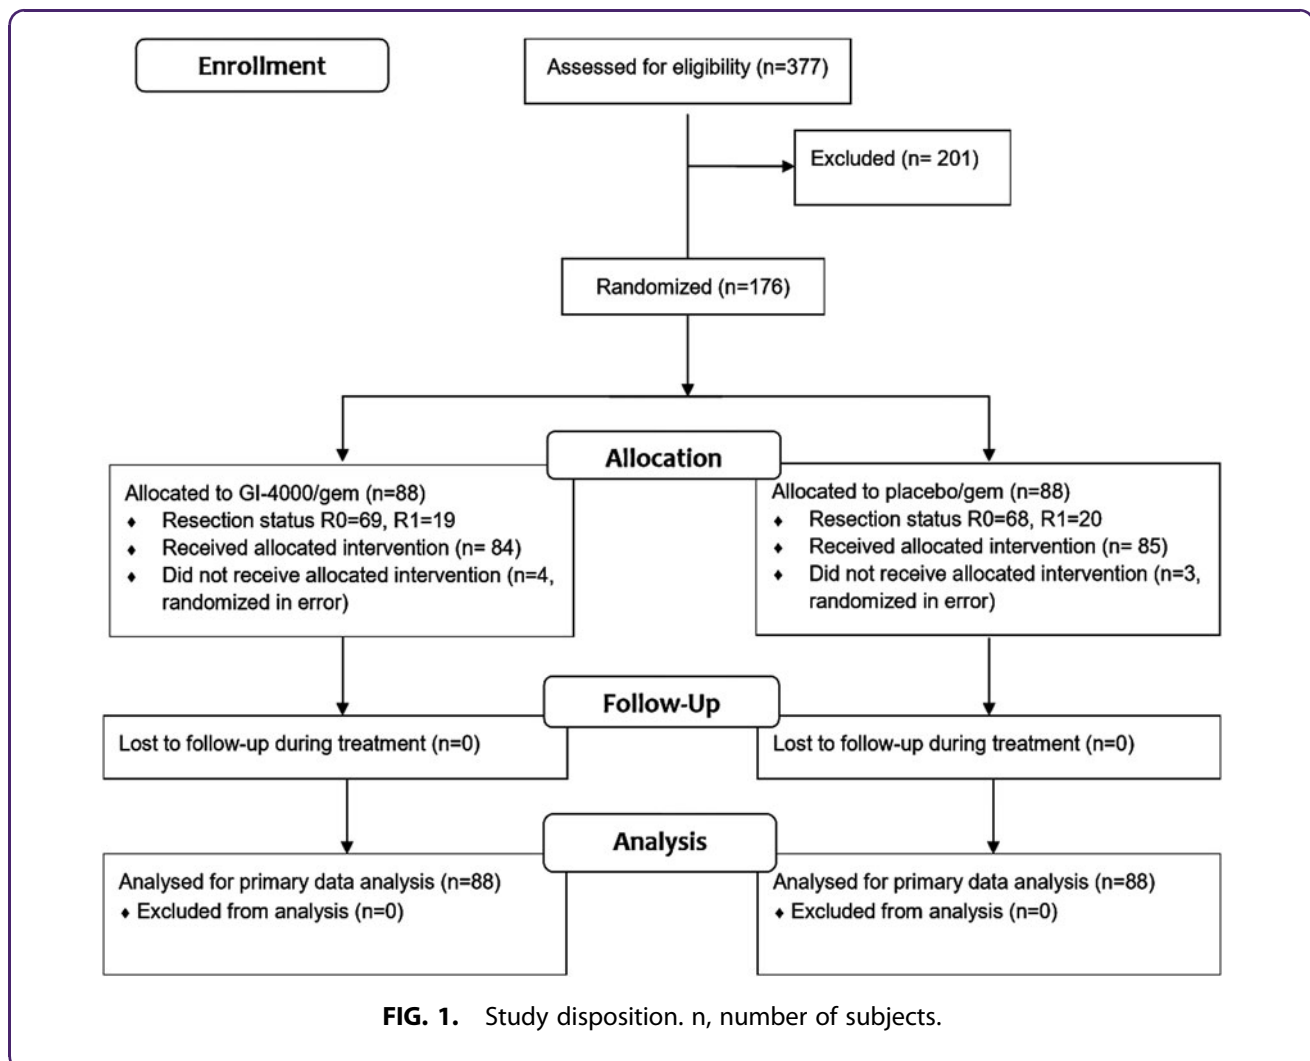 Enrollment
Assessed for eligibility (n=377)
Excluded (n= 201)
Randomized (n=176)
Allocation
Allocated to GI-4000/gem (n=88)
♦ Resection status R0=69, R1=19
♦ Received allocated intervention (n= 84)
♦ Did not receive allocated intervention (n=4,
randomized in error)
Allocated to placebo/gem (n=88)
♦ Resection status R0=68, R1=20
♦ Received allocated intervention (n= 85)
♦ Did not receive allocated intervention (n=3,
randomized in error)
Follow-Up
Lost to follow-up during treatment (n=0)
Lost to follow-up during treatment (n=0)
Analysis
Analysed for primary data analysis (n=88)
♦ Excluded from analysis (n=0)
Analysed for primary data analysis (n=88)
♦ Excluded from analysis (n=0)
FIG. 1. Study disposition. n, number of subjects.